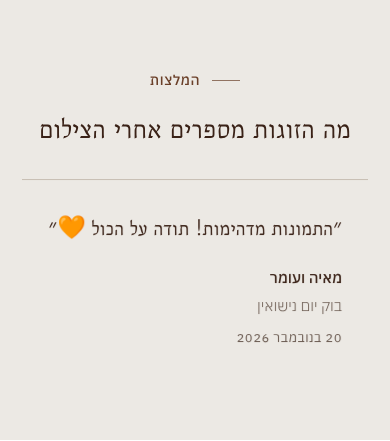 המלצות
מה הזוגות מספרים אחרי הצילום
"התמונות מדהימות! תודה על הכול 🧡"
מאיה ועומר
בוק יום נישואין
20 בנובמבר 2026